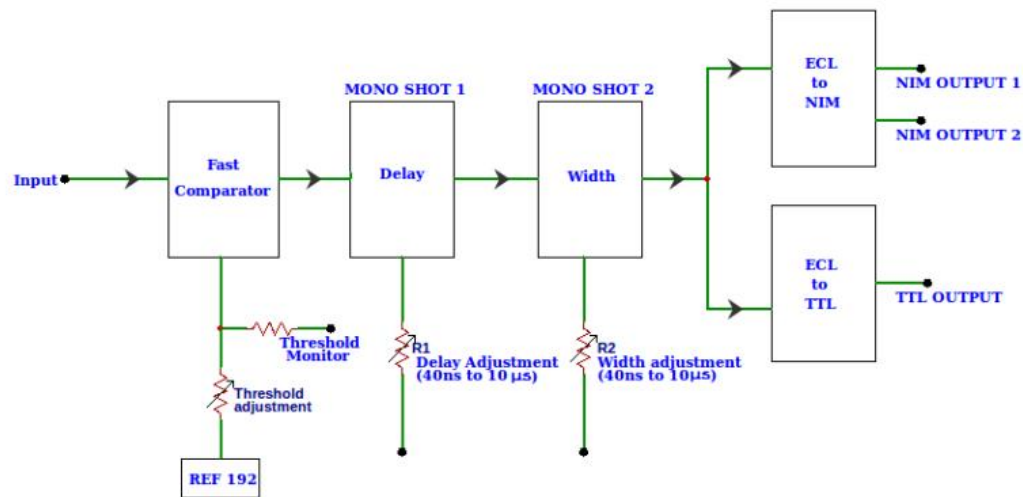 MONO SHOT 1
MONO SHOT 2
Input
Fast
Comparator
Delay
Width
ECL
to
NIM
NIM OUTPUT 1
NIM OUTPUT 2
ECL
to
TTL
TTL OUTPUT
Threshold
Monitor
Threshold
adjustment
REF 192
R1
Delay Adjustment
(40ns to 10µs)
R2
Width adjustment
(40ns to 10µs)